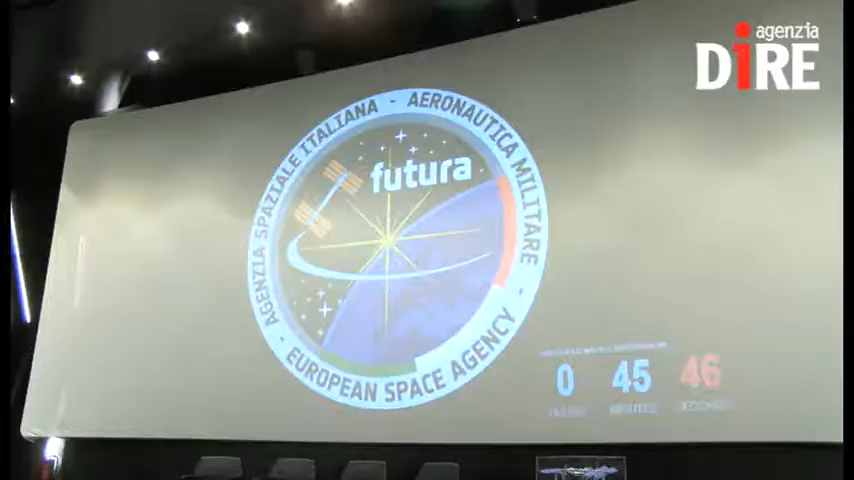 agenzia
DiRE
AGENZIA SPAZIALE ITALIANA - AERONAUTICA MILITARE - EUROPEAN SPACE AGENCY -
futura
0 45 46